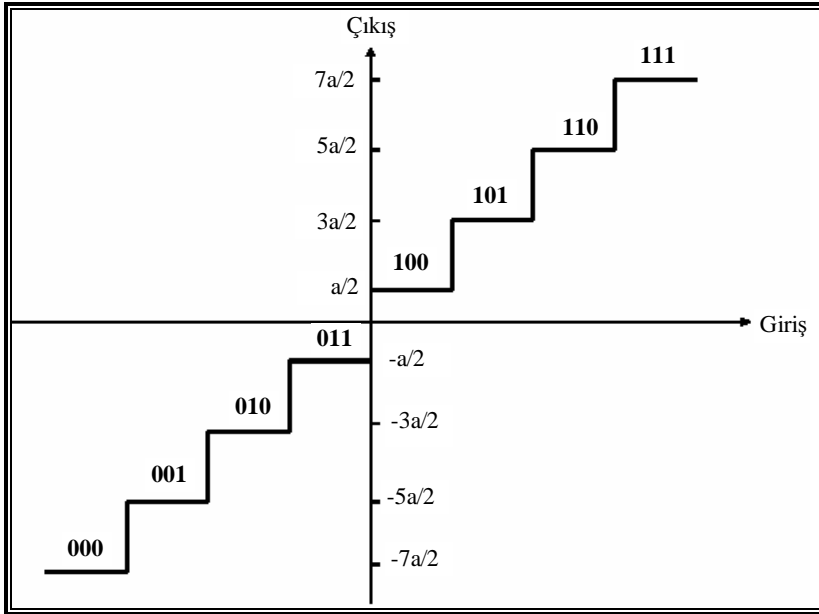 Çıkış
111
7a/2
110
5a/2
101
3a/2
100
a/2
Giriş
011
-a/2
010
-3a/2
001
-5a/2
000
-7a/2